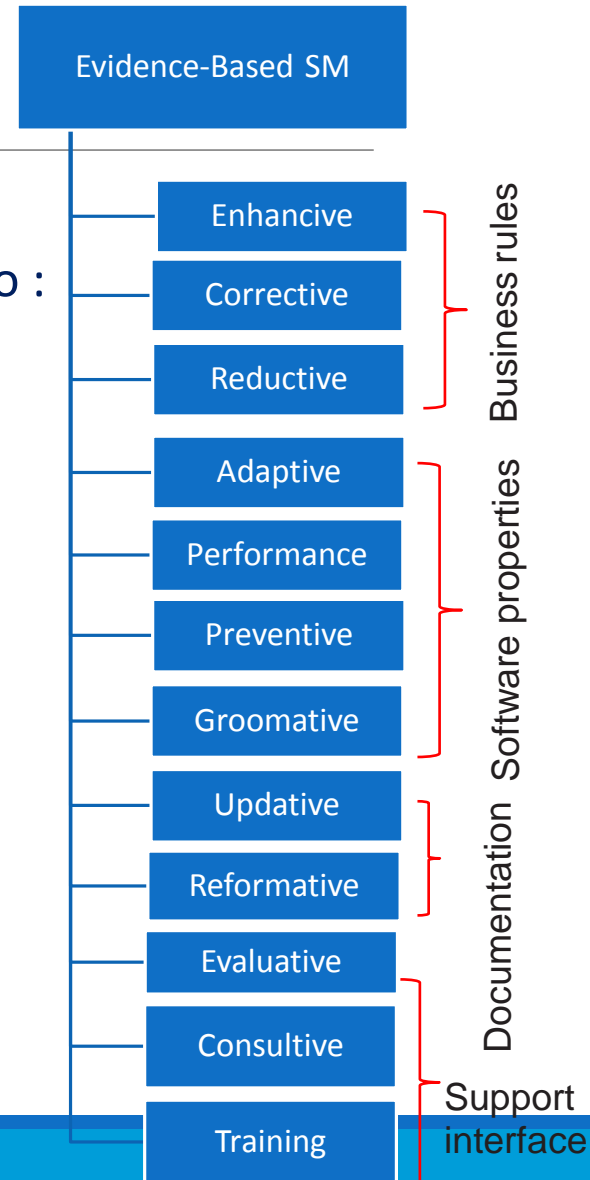 Evidence-Based SM
o :
Enhancive
Corrective
Reductive
Business rules
Adaptive
Performance
Preventive
Groomative
Software properties
Updative
Reformative
Documentation
Evaluative
Consultive
Training
Support
interface